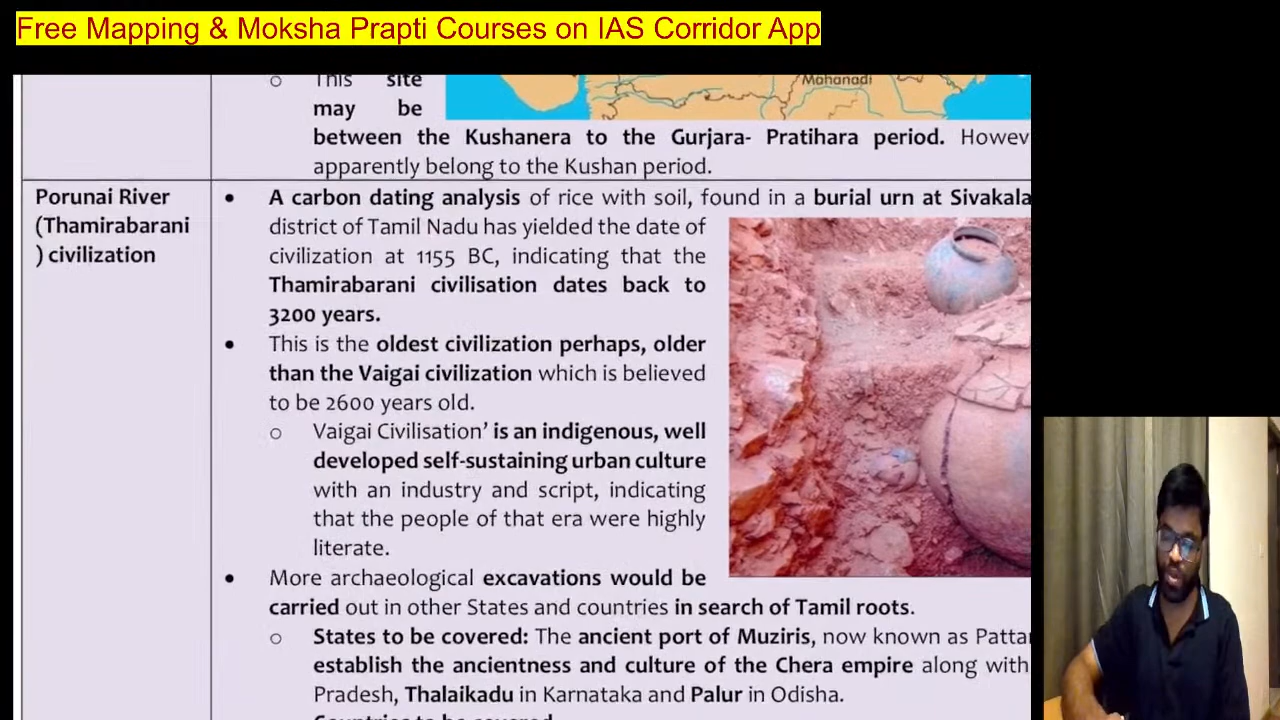 Free Mapping & Moksha Prapti Courses on IAS Corridor App
Mahanadi
o This site
may be
between the Kushanera to the Gurjara- Pratihara period. Howev
apparently belong to the Kushan period.
Porunai River
(Thamirabarani
) civilization
• A carbon dating analysis of rice with soil, found in a burial urn at Sivakala
district of Tamil Nadu has yielded the date of
civilization at 1155 BC, indicating that the
Thamirabarani civilisation dates back to
3200 years.
• This is the oldest civilization perhaps, older
than the Vaigai civilization which is believed
to be 2600 years old.
o Vaigai Civilisation’ is an indigenous, well
developed self-sustaining urban culture
with an industry and script, indicating
that the people of that era were highly
literate.
• More archaeological excavations would be
carried out in other States and countries in search of Tamil roots.
o States to be covered: The ancient port of Muziris, now known as Pattan
establish the ancientness and culture of the Chera empire along with
Pradesh, Thalaikadu in Karnataka and Palur in Odisha.
Countries to be covered